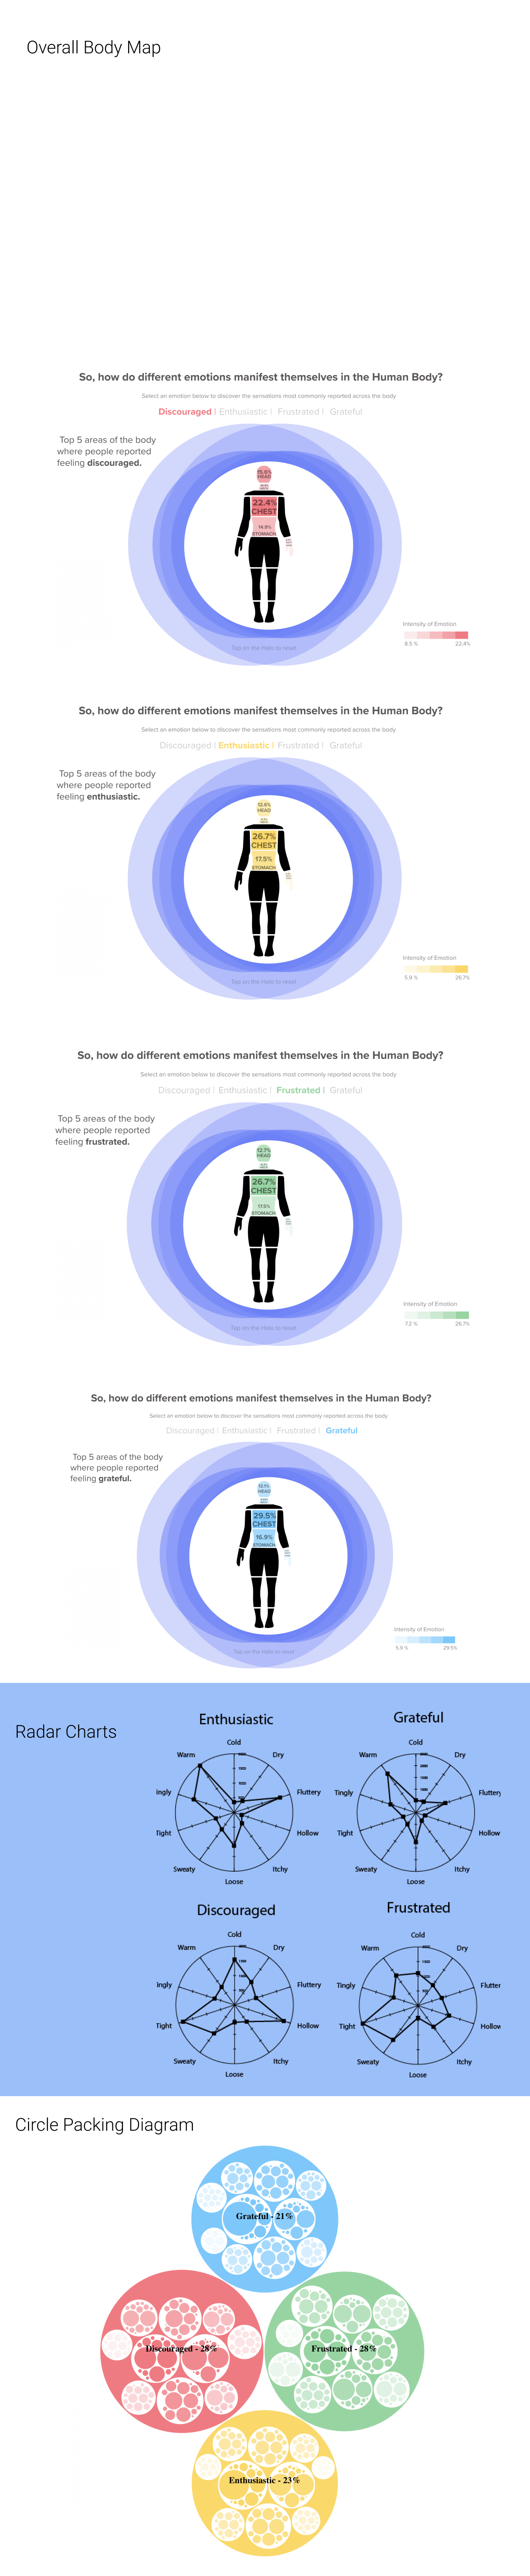 Overall Body Map
So, how do different emotions manifest themselves in the Human Body?
Select an emotion below to discover the sensations most commonly reported across the body
Discouraged | Enthusiastic | Frustrated | Grateful
Top 5 areas of the body
where people reported
feeling discouraged.
HEAD
22.4%
CHEST
14.9%
STOMACH
Tap on the Halo to reset
Intensity of Emotion
8.5 % 22.4%
So, how do different emotions manifest themselves in the Human Body?
Select an emotion below to discover the sensations most commonly reported across the body
Discouraged | Enthusiastic | Frustrated | Grateful
Top 5 areas of the body
where people reported
feeling enthusiastic.
12.6%
HEAD
26.7%
CHEST
17.5%
STOMACH
Tap on the Halo to reset
Intensity of Emotion
5.9 % 26.7%
So, how do different emotions manifest themselves in the Human Body?
Select an emotion below to discover the sensations most commonly reported across the body
Discouraged | Enthusiastic | Frustrated | Grateful
Top 5 areas of the body
where people reported
feeling frustrated.
12.7%
HEAD
26.7%
CHEST
17.5%
STOMACH
Tap on the Halo to reset
Intensity of Emotion
7.2 % 26.7%
So, how do different emotions manifest themselves in the Human Body?
Select an emotion below to discover the sensations most commonly reported across the body
Discouraged | Enthusiastic | Frustrated | Grateful
Top 5 areas of the body
where people reported
feeling grateful.
12.1%
HEAD
29.5%
CHEST
16.9%
STOMACH
Tap on the Halo to reset
Intensity of Emotion
5.9 % 29.5%
Radar Charts
Enthusiastic
Cold
Warm Dry
ingly Fluttery
Tight Hollow
Sweaty Itchy
Loose
Grateful
Cold
Warm Dry
Tingly Fluttery
Tight Hollow
Sweaty Itchy
Loose
Discouraged
Cold
Warm Dry
ingly Fluttery
Tight Hollow
Sweaty Itchy
Loose
Frustrated
Cold
Warm Dry
Tingly Flutter
Tight Hollow
Sweaty Itchy
Loose
Circle Packing Diagram
Grateful - 21%
Discouraged - 28%
Frustrated - 28%
Enthusiastic - 23%